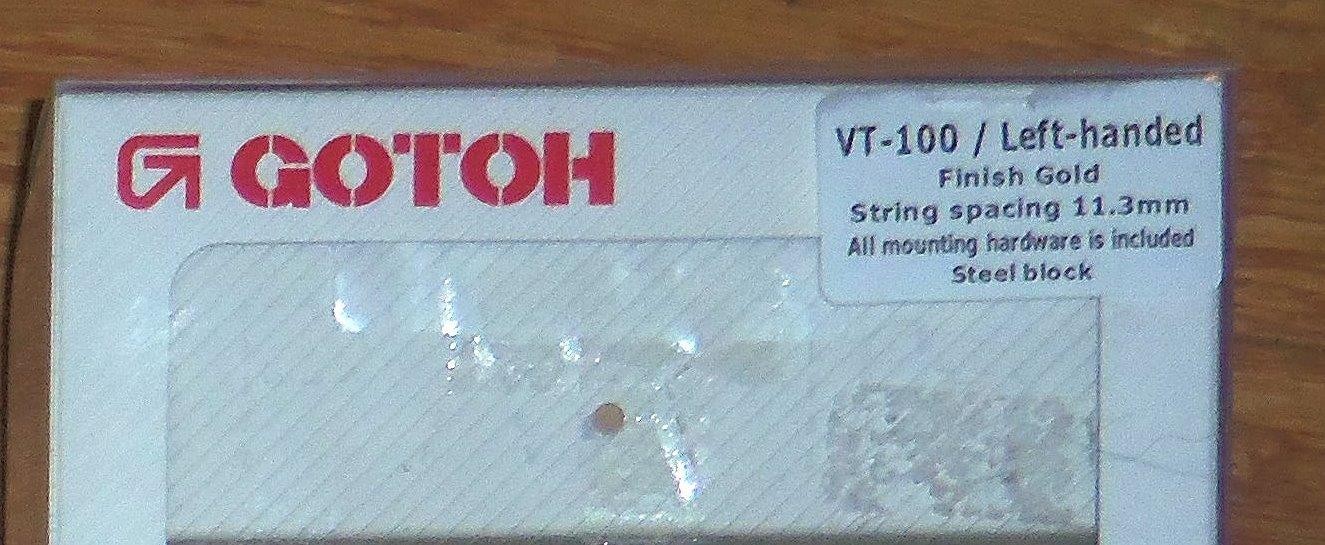 GOTOH
VT-100 / Left-handed
Finish Gold
String spacing 11.3mm
All mounting hardware is included
Steel block